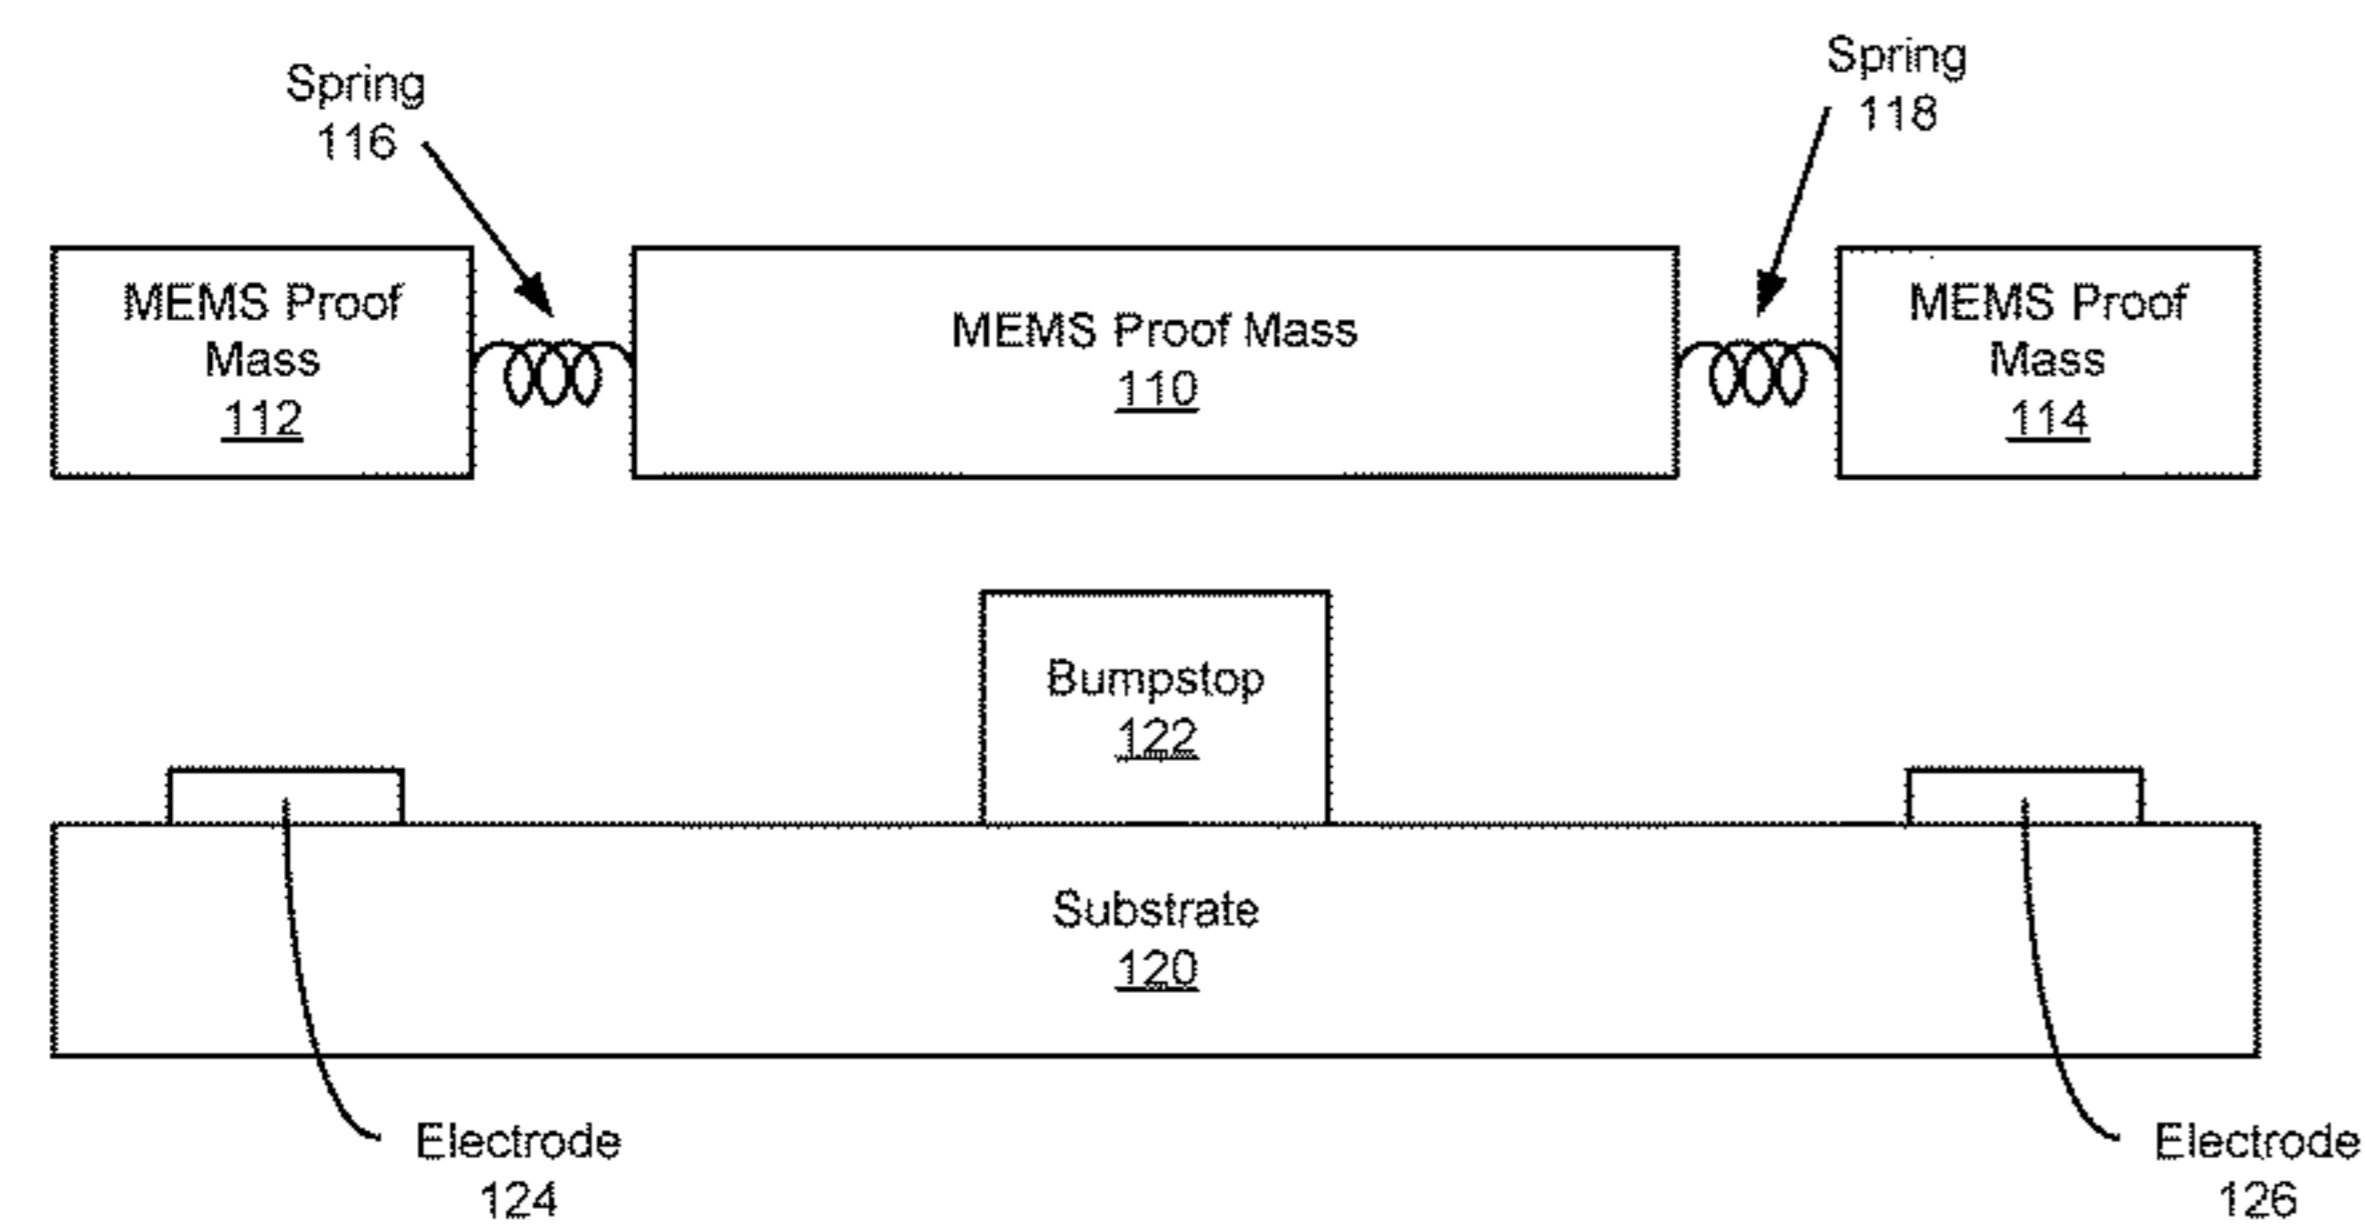 Spring
116
Spring
118
MEMS Proof
Mass
112
MEMS Proof Mass
110
MEMS Proof
Mass
114
Bumpstop
122
Substrate
120
Electrode
124
Electrode
126